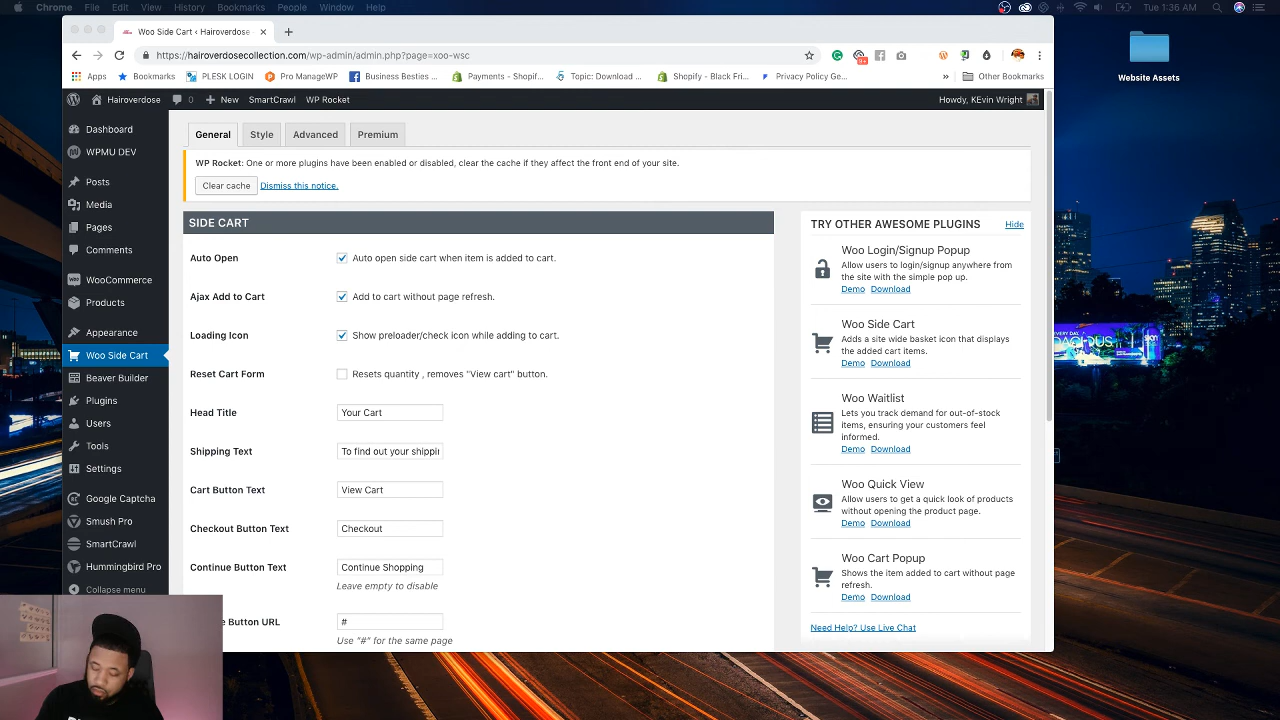 Chrome File Edit View History Bookmarks People Window Help
Tue 1:36 AM
Woo Side Cart ‹ Hairoverdose
https://hairoverdosecollection.com/wp-admin/admin.php?page=xoo-wsc
Apps Bookmarks PLESK LOGIN Pro ManageWP Business Besties ... Payments - Shopif... Topic: Download ... Shopify - Black Fri... Privacy Policy Ge... » Other Bookmarks
Website Assets
Hairoverdose 0 New SmartCrawl WP Rocket Howdy, KEvin Wright
Dashboard
WPMU DEV
Posts
Media
Pages
Comments
WooCommerce
Products
Appearance
Woo Side Cart
Beaver Builder
Plugins
Users
Tools
Settings
Google Captcha
Smush Pro
SmartCrawl
Hummingbird Pro
Collapse menu
General Style Advanced Premium
WP Rocket: One or more plugins have been enabled or disabled, clear the cache if they affect the front end of your site.
Clear cache Dismiss this notice.
SIDE CART
Auto Open Auto open side cart when item is added to cart.
Ajax Add to Cart Add to cart without page refresh.
Loading Icon Show preloader/check icon while adding to cart.
Reset Cart Form Resets quantity , removes "View cart" button.
Head Title Your Cart
Shipping Text To find out your shippin
Cart Button Text View Cart
Checkout Button Text Checkout
Continue Button Text Continue Shopping
Leave empty to disable
Button URL #
Use "#" for the same page
TRY OTHER AWESOME PLUGINS Hide
Woo Login/Signup Popup
Allow users to login/signup anywhere
from the site with the simple pop up.
Demo Download
Woo Side Cart
Adds a site wide basket icon that displays
the added cart items.
Demo Download
Woo Waitlist
Lets you track demand for out-of-stock
items, ensuring your customers feel
informed.
Demo Download
Woo Quick View
Allow users to get a quick look of products
without opening the product page.
Demo Download
Woo Cart Popup
Shows the item added to cart without page
refresh.
Demo Download
Need Help? Use Live Chat